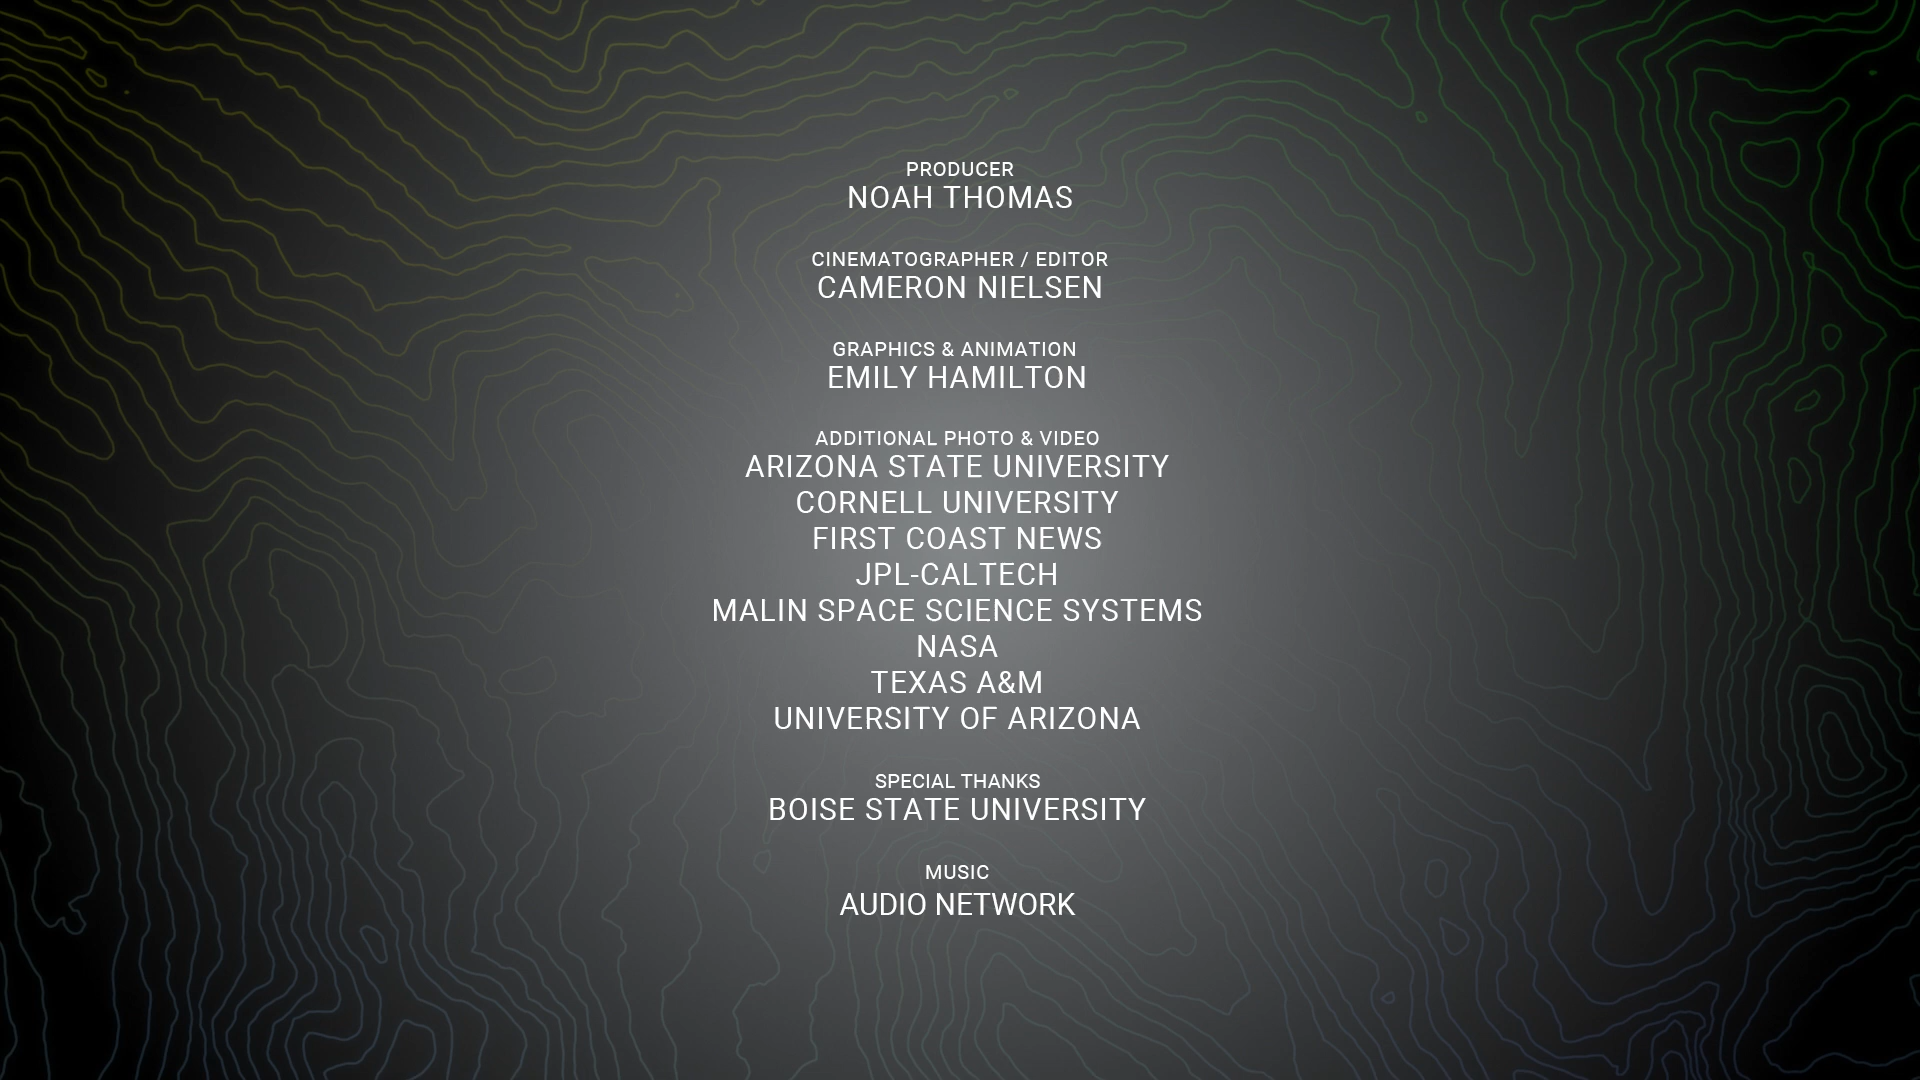 PRODUCER
NOAH THOMAS
CINEMATOGRAPHER / EDITOR
CAMERON NIELSEN
GRAPHICS & ANIMATION
EMILY HAMILTON
ADDITIONAL PHOTO & VIDEO
ARIZONA STATE UNIVERSITY
CORNELL UNIVERSITY
FIRST COAST NEWS
JPL-CALTECH
MALIN SPACE SCIENCE SYSTEMS
NASA
TEXAS A&M
UNIVERSITY OF ARIZONA
SPECIAL THANKS
BOISE STATE UNIVERSITY
MUSIC
AUDIO NETWORK